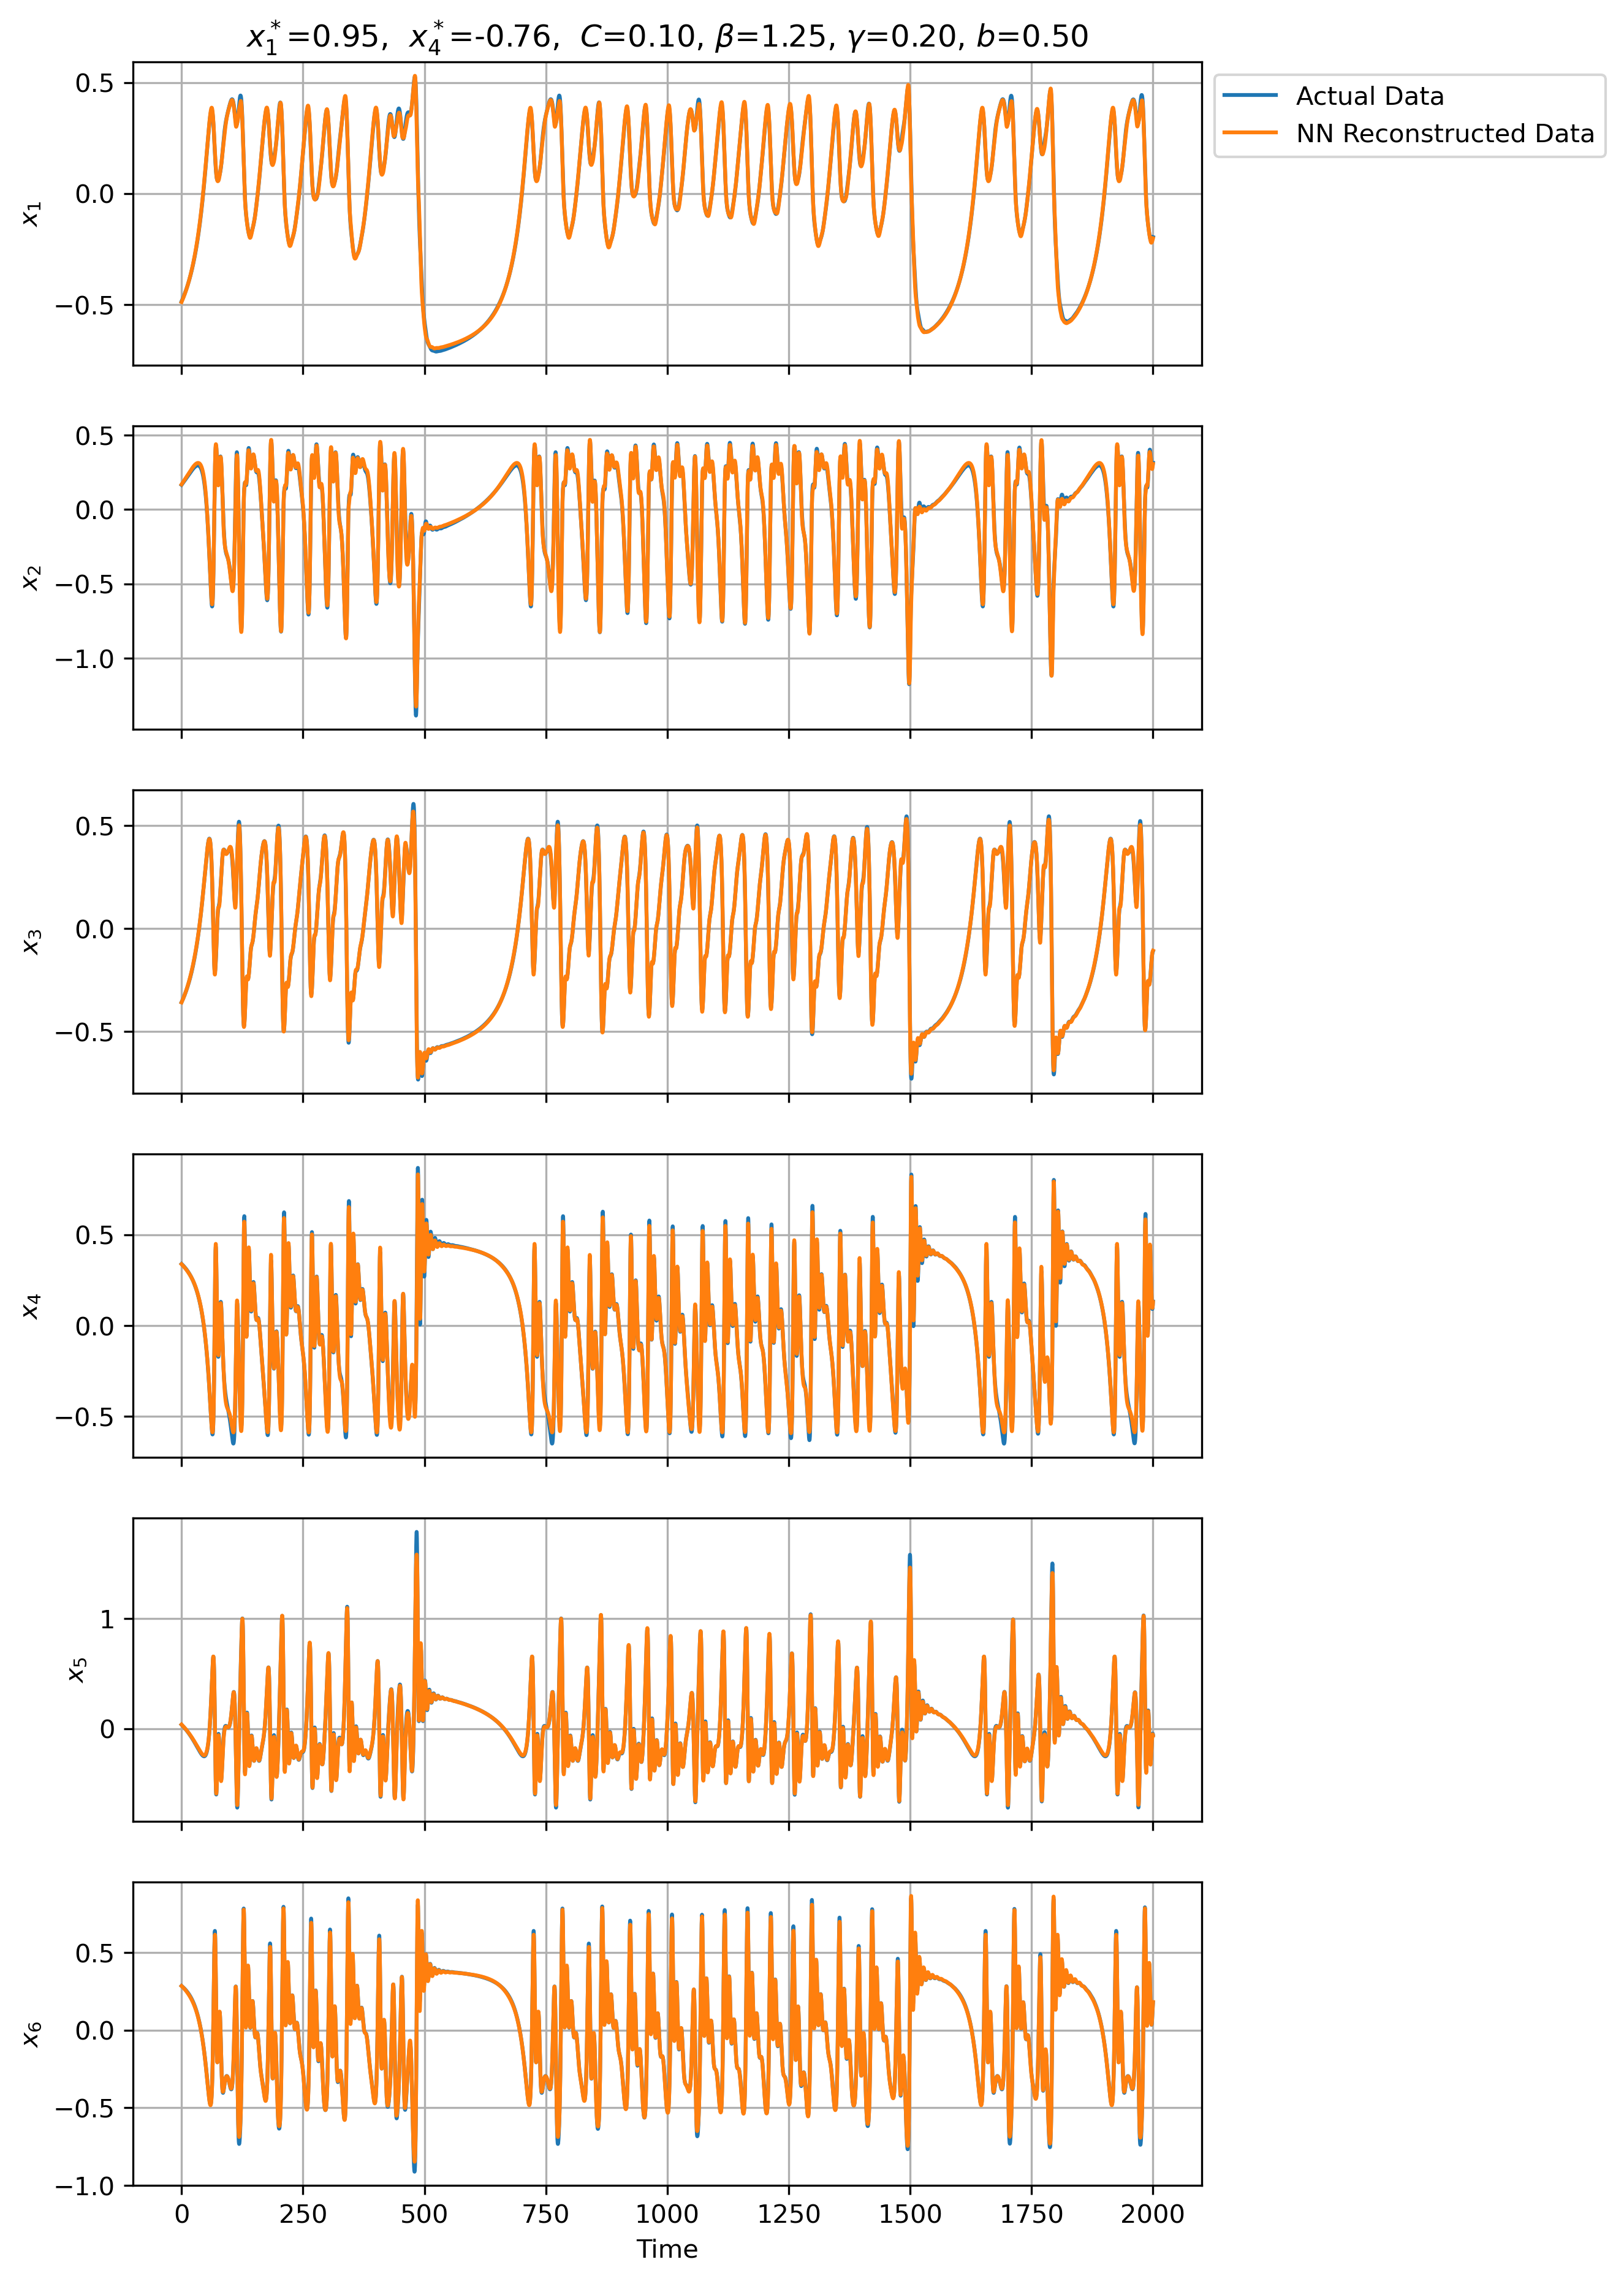 x₁*=0.95, x₄*=-0.76, C=0.10, β=1.25, γ=0.20, b=0.50
Actual Data
NN Reconstructed Data
0.5
0.0
−0.5
x₁
0.5
0.0
−0.5
−1.0
x₂
0.5
0.0
−0.5
x₃
0.5
0.0
−0.5
x₄
1
0
x₅
0.5
0.0
−0.5
−1.0
x₆
0 250 500 750 1000 1250 1500 1750 2000
Time